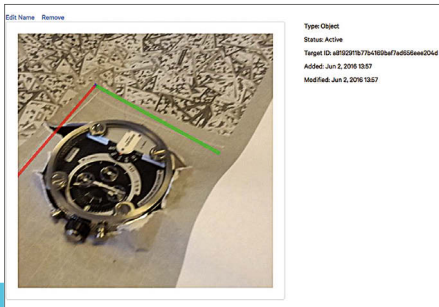 Edit Name Remove
Type: Object
Status: Active
Target ID: a8192911b77b4169baf7ad656eee204d
Added: Jun 2, 2016 13:57
Modified: Jun 2, 2016 13:57